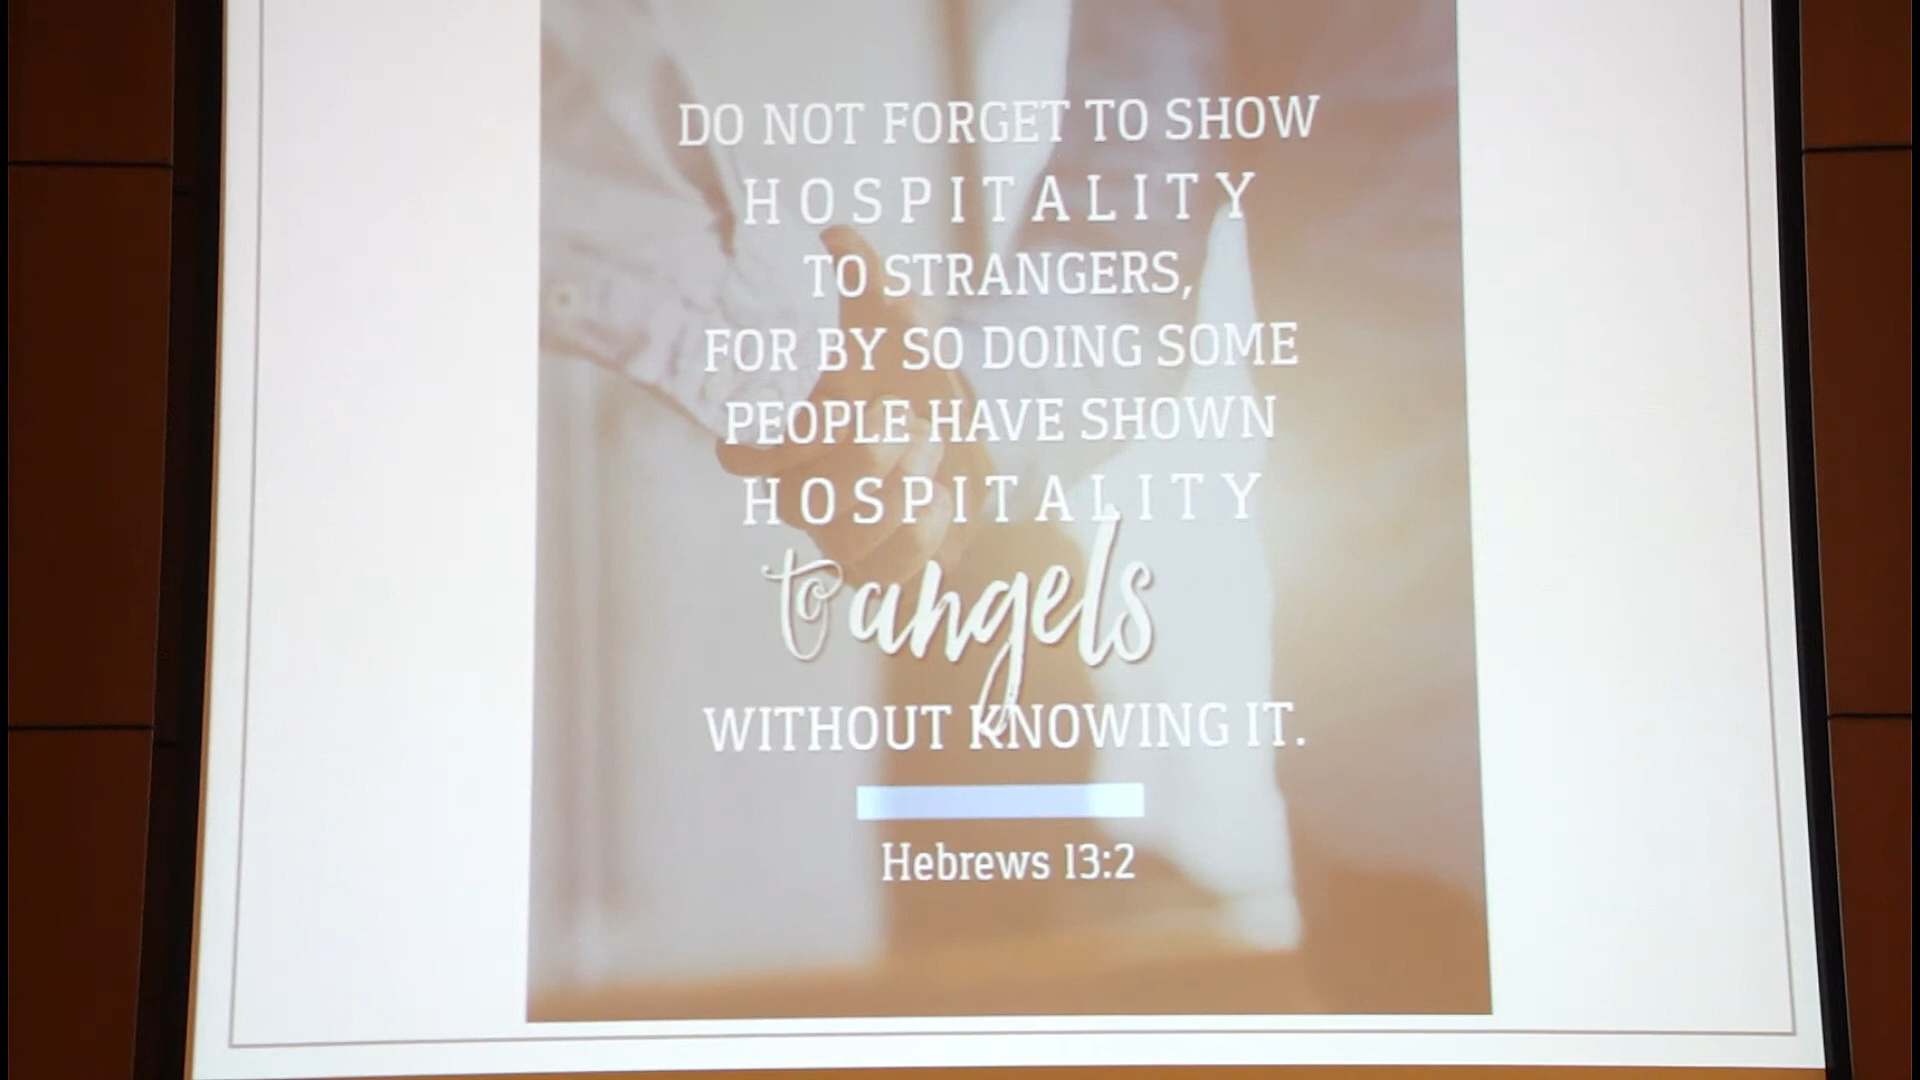 DO NOT FORGET TO SHOW
HOSPITALITY
TO STRANGERS,
FOR BY SO DOING SOME
PEOPLE HAVE SHOWN
HOSPITALITY
to angels
WITHOUT KNOWING IT.
Hebrews 13:2